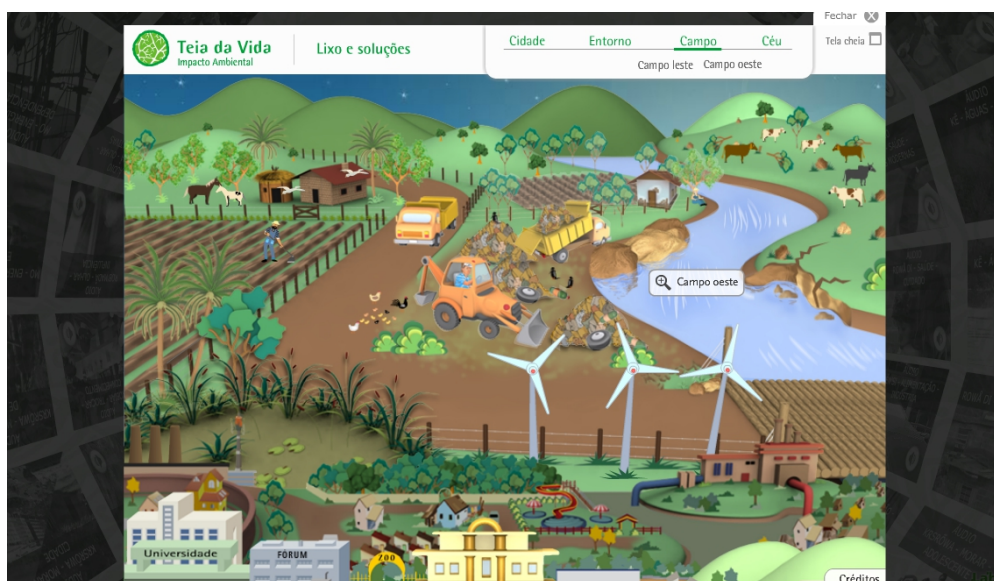 Fechar
Teia da Vida
Impacto Ambiental
Lixo e soluções
Cidade
Entorno
Campo
Céu
Tela cheia
Campo leste
Campo oeste
Campo oeste
Universidade
FÓRUM
ZOO
Créditos